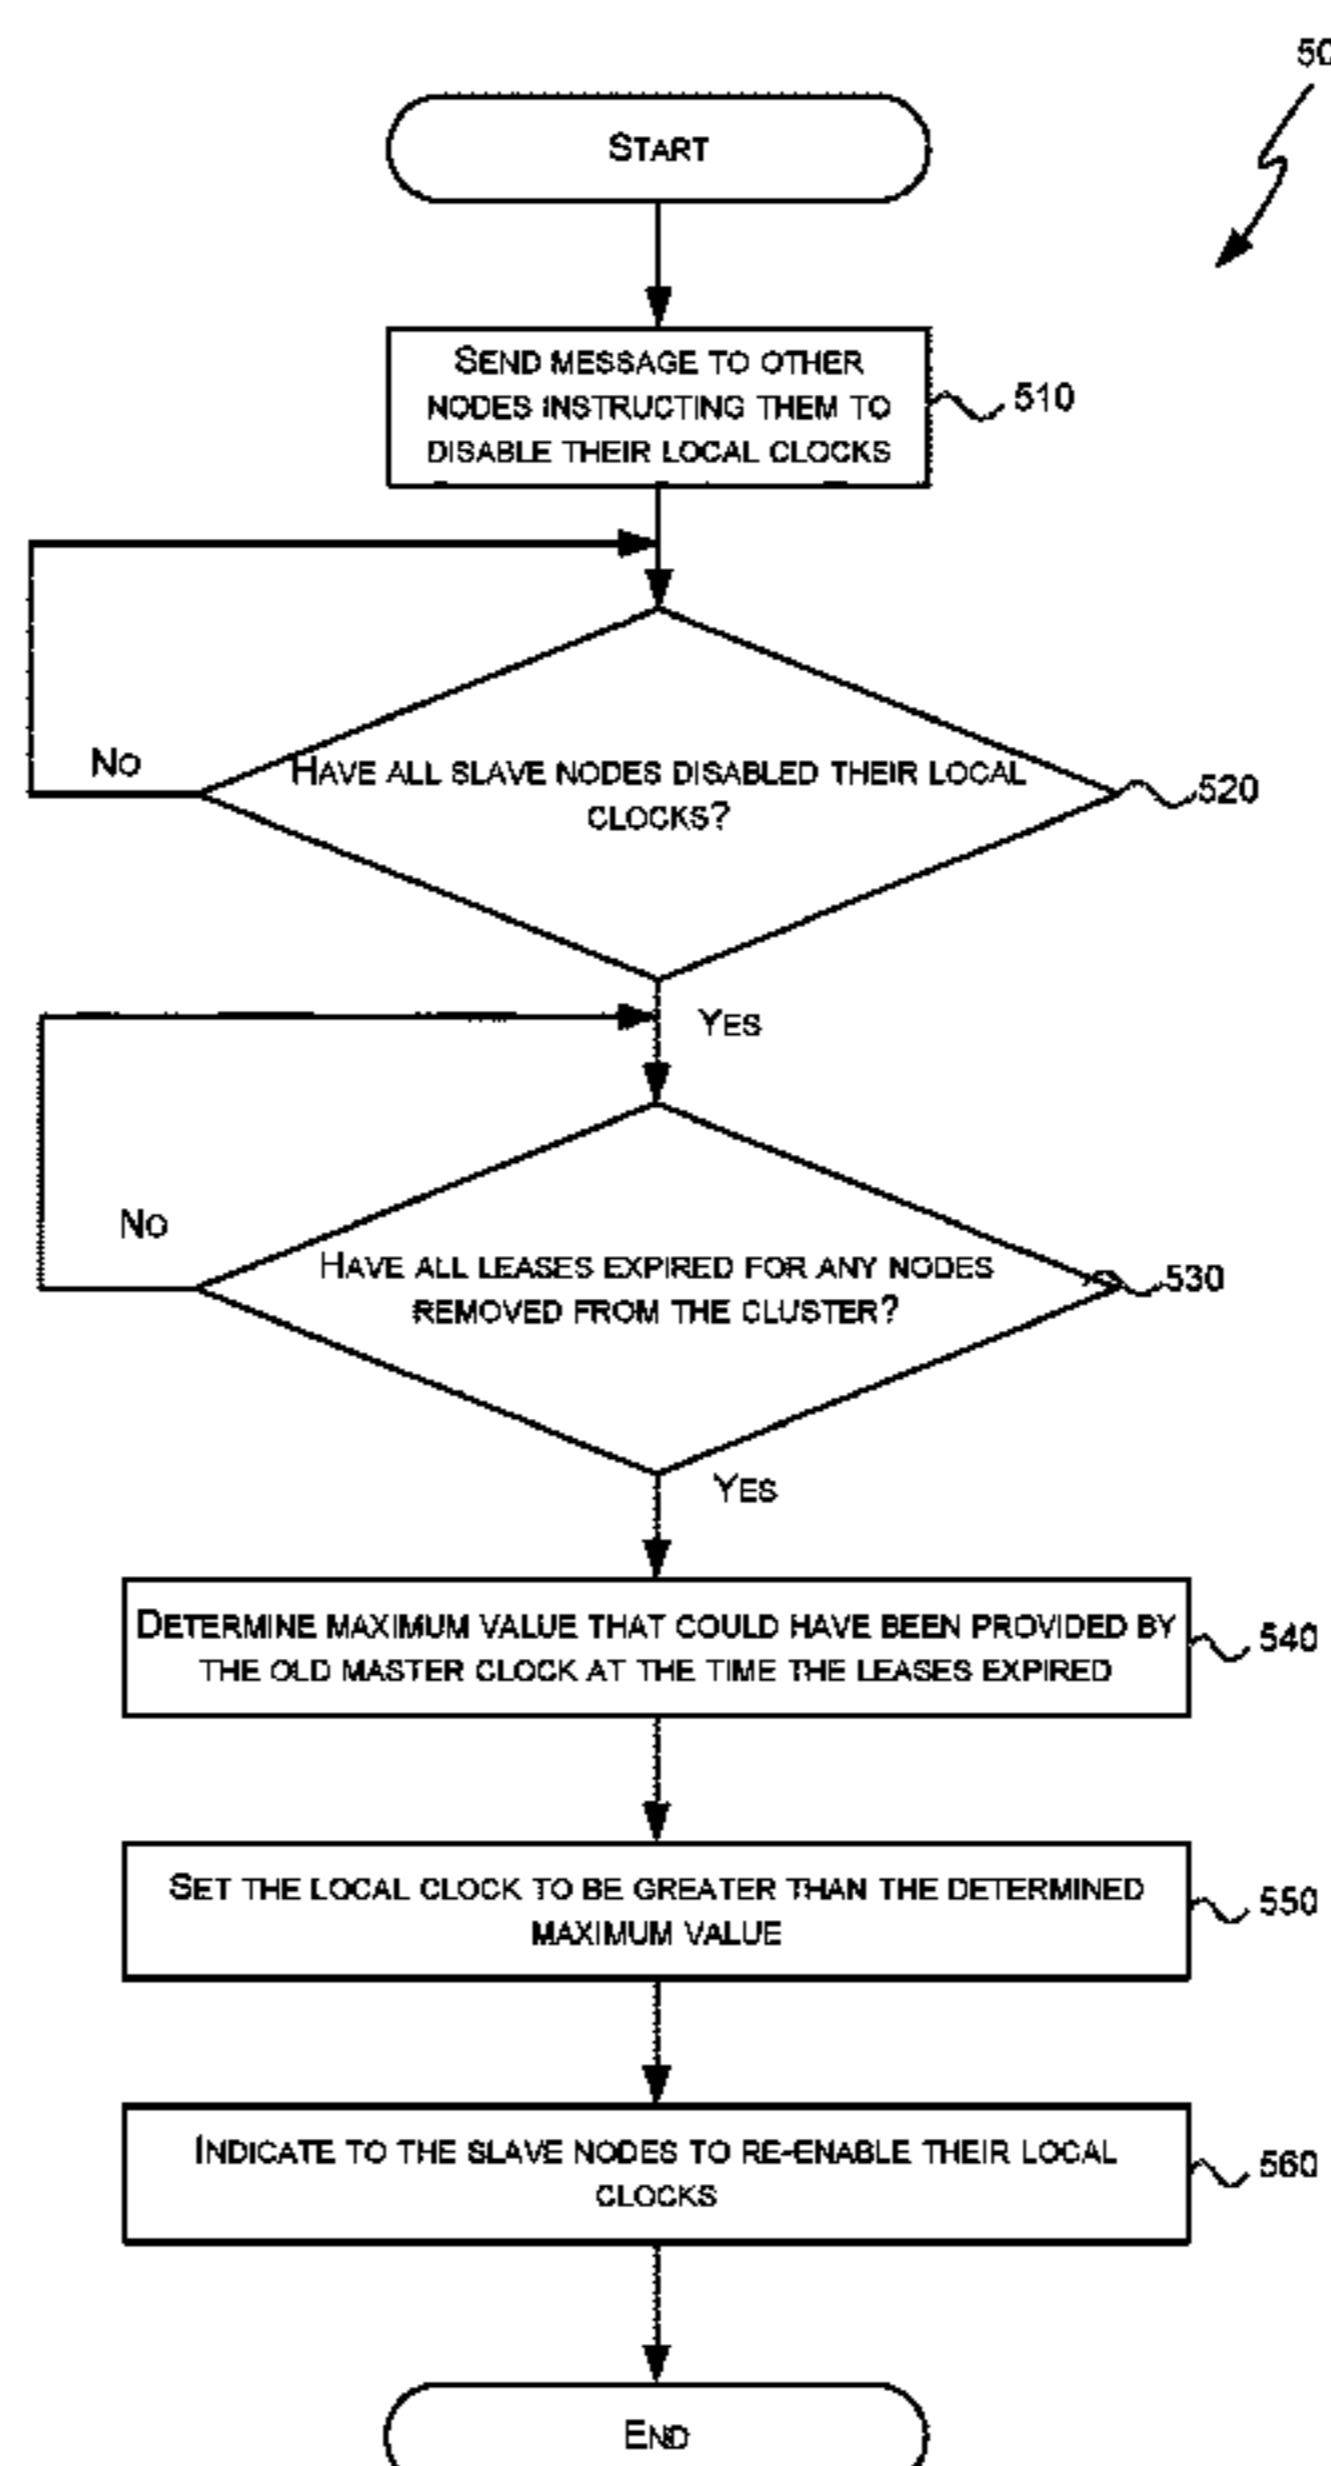 50
START
SEND MESSAGE TO OTHER
NODES INSTRUCTING THEM TO
DISABLE THEIR LOCAL CLOCKS
510
NO
HAVE ALL SLAVE NODES DISABLED THEIR LOCAL
CLOCKS?
520
YES
NO
HAVE ALL LEASES EXPIRED FOR ANY NODES
REMOVED FROM THE CLUSTER?
530
YES
DETERMINE MAXIMUM VALUE THAT COULD HAVE BEEN PROVIDED BY
THE OLD MASTER CLOCK AT THE TIME THE LEASES EXPIRED
540
SET THE LOCAL CLOCK TO BE GREATER THAN THE DETERMINED
MAXIMUM VALUE
550
INDICATE TO THE SLAVE NODES TO RE-ENABLE THEIR LOCAL
CLOCKS
560
END